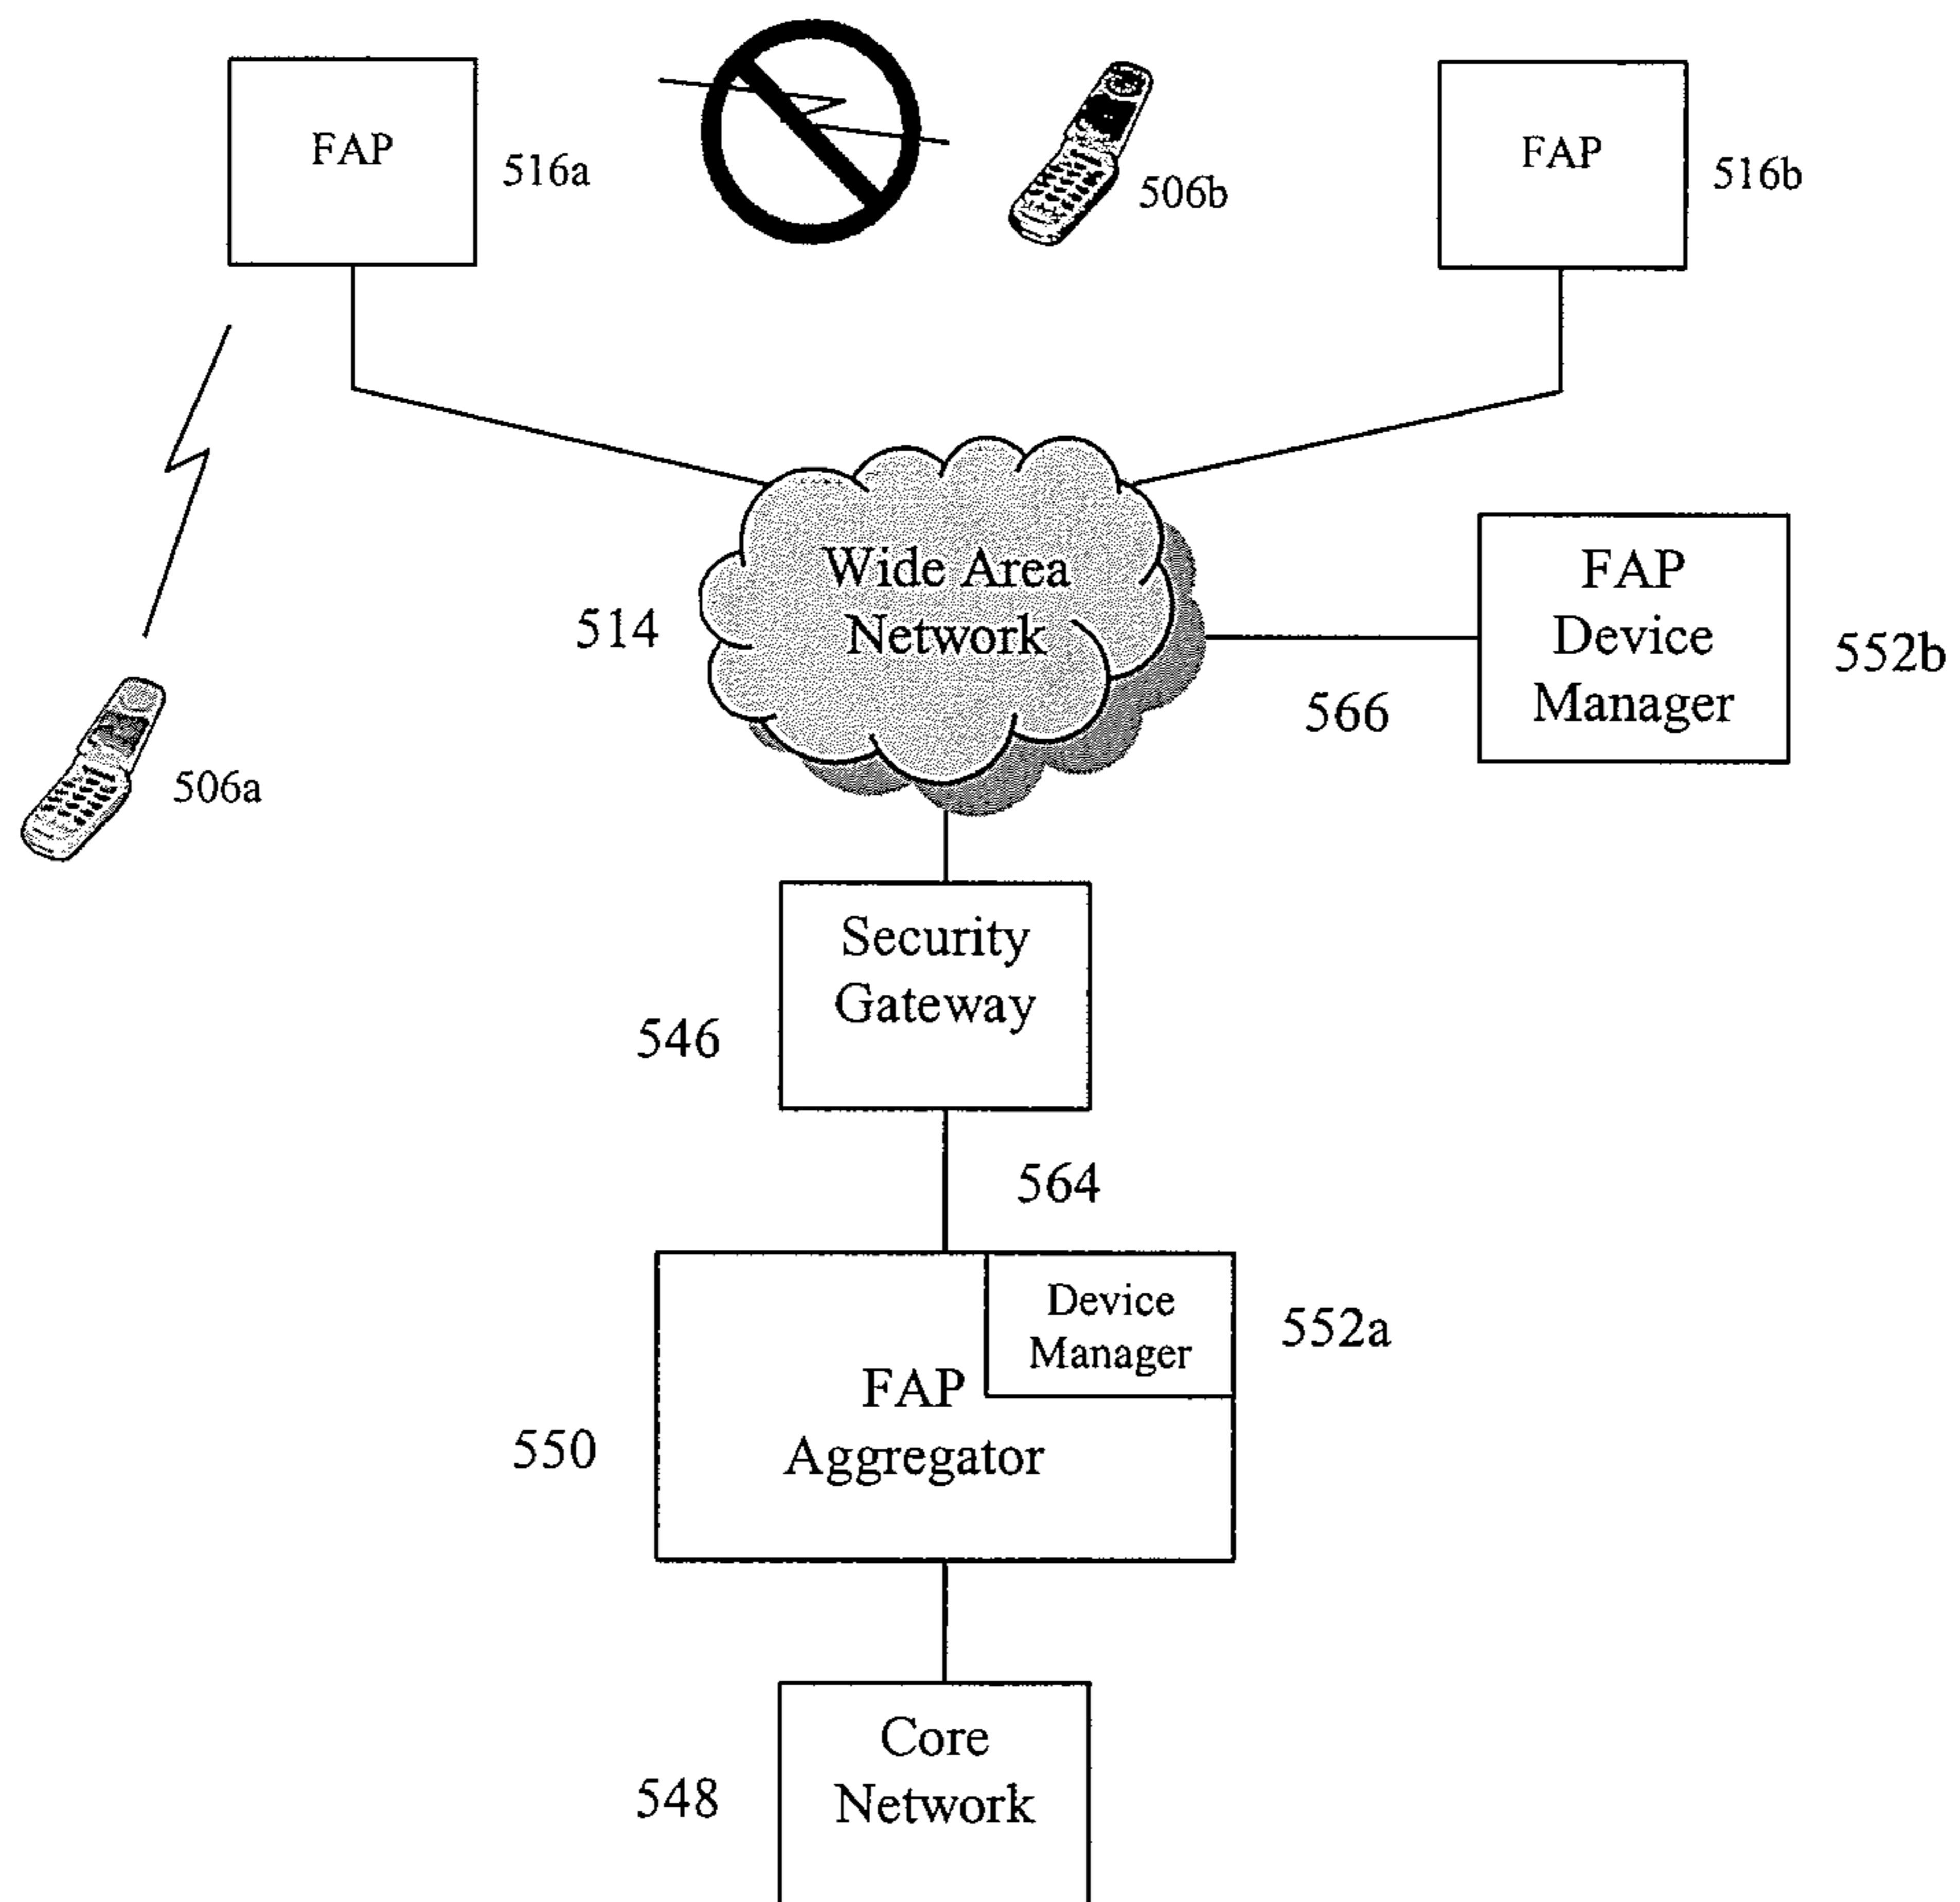 FAP
516a
506b
FAP
516b
Wide Area
Network
514
FAP
Device
Manager
552b
566
506a
Security
Gateway
546
564
Device
Manager
552a
FAP
Aggregator
550
Core
Network
548